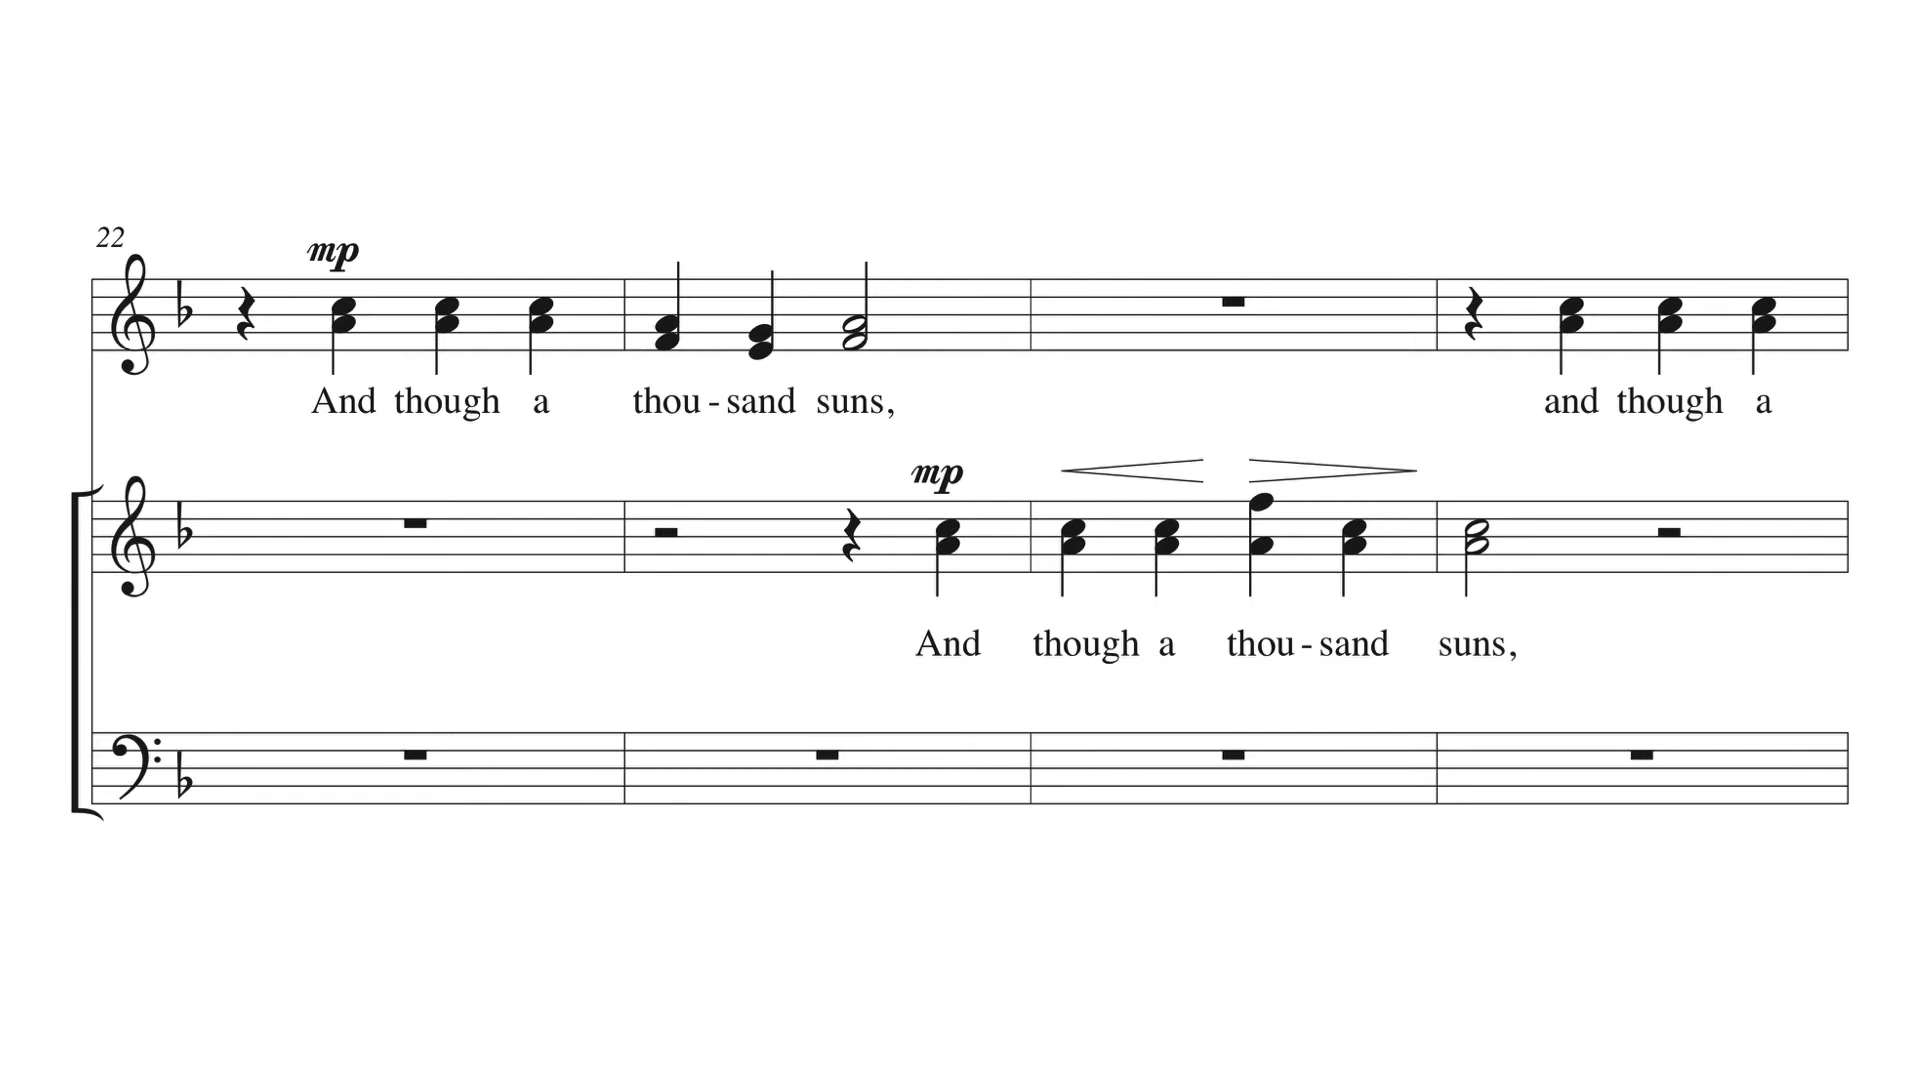 22
mp
And though a thou - sand suns, and though a
mp
And though a thou - sand suns,